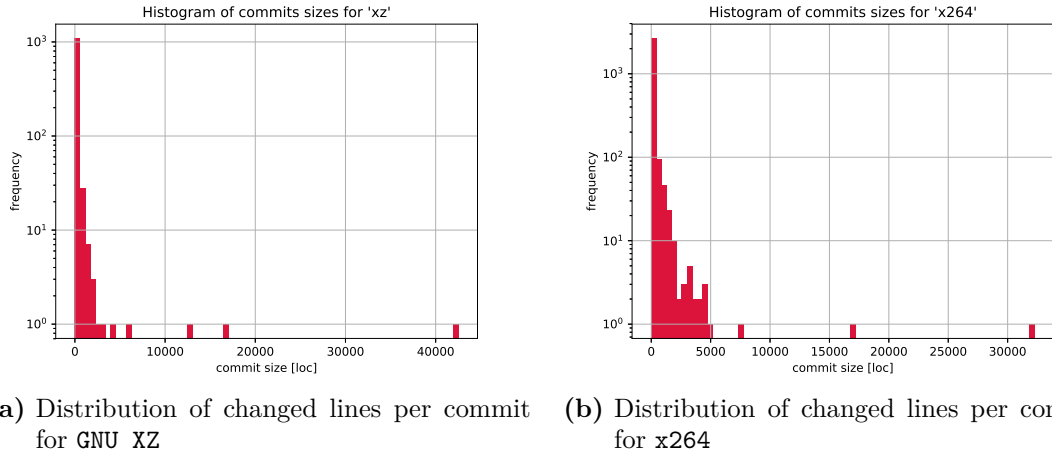 Histogram of commits sizes for 'xz'
10³
10²
10¹
10⁰
frequency
0 10000 20000 30000 40000
commit size [loc]
a) Distribution of changed lines per commit
for GNU XZ
Histogram of commits sizes for 'x264'
10³
10²
10¹
10⁰
frequency
0 5000 10000 15000 20000 25000 30000
commit size [loc]
(b) Distribution of changed lines per
for x264